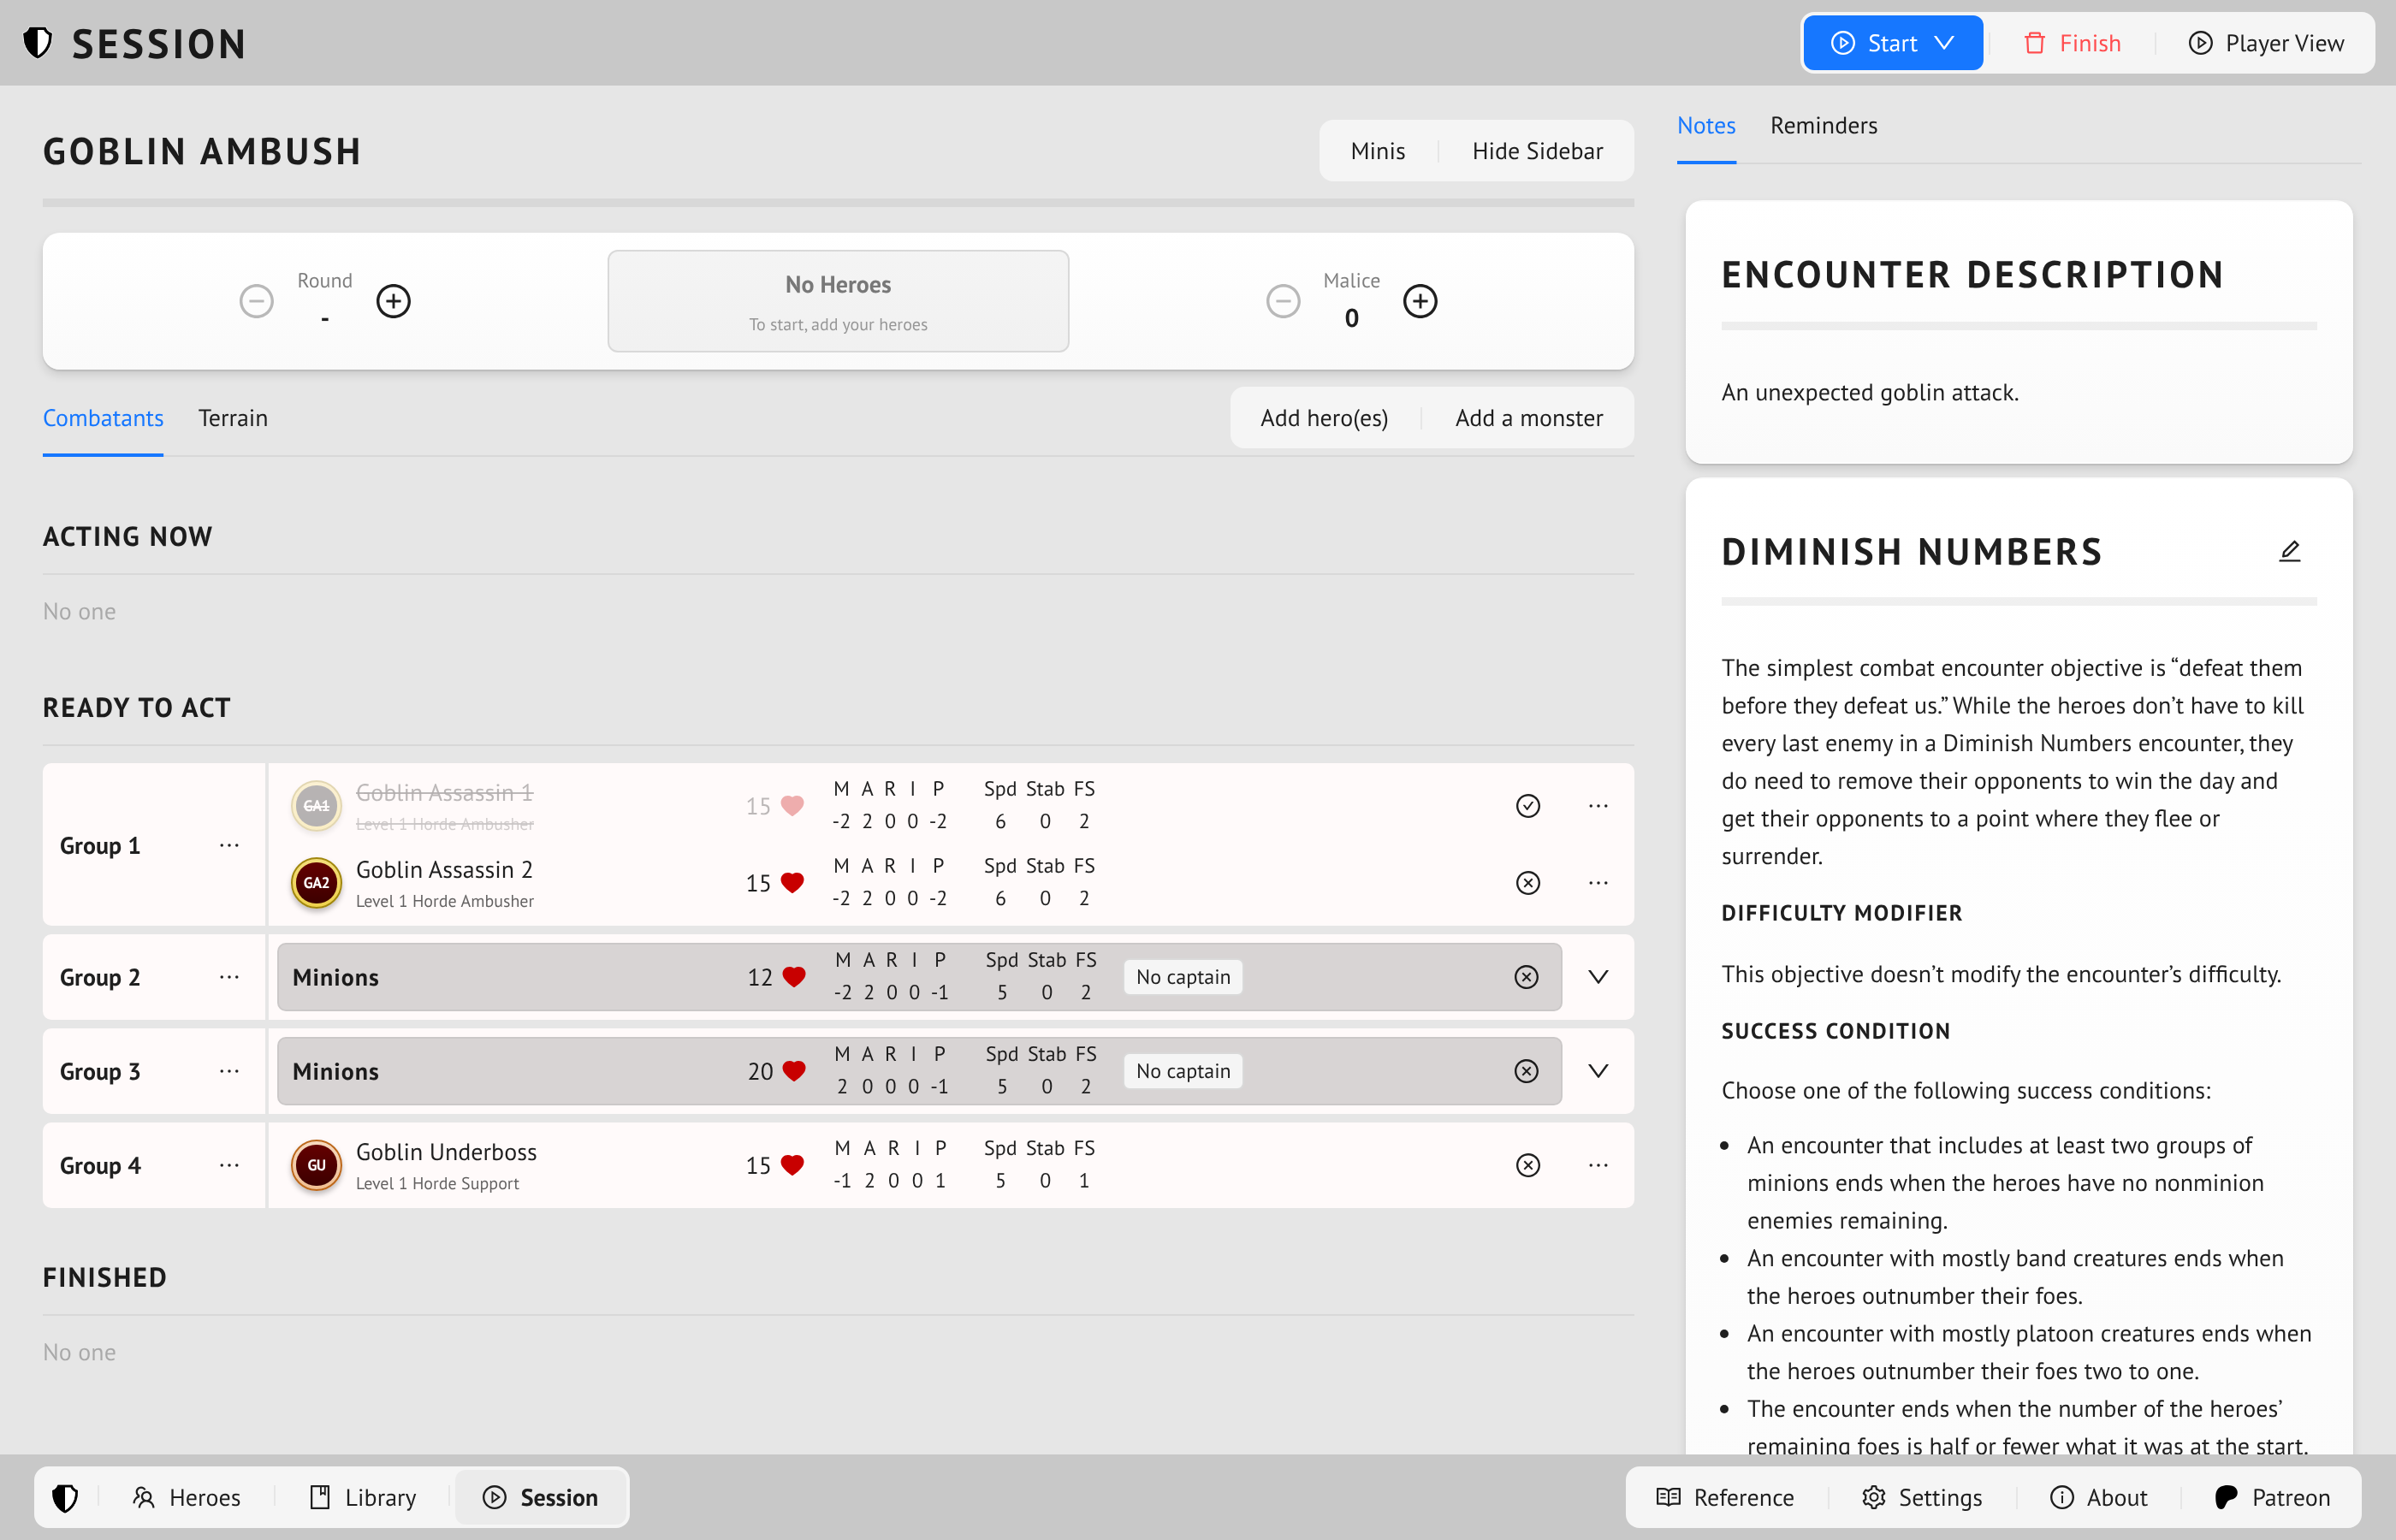 SESSION
Start
Finish
Player View
GOBLIN AMBUSH
Minis
Hide Sidebar
Round
-
No Heroes
To start, add your heroes
Malice
0
Combatants
Terrain
Add hero(es)
Add a monster
ACTING NOW
No one
READY TO ACT
Group 1
GA1
Goblin Assassin 1
Level 1 Horde Ambusher
15
M A R I P
-2 2 0 0 -2
Spd Stab FS
6 0 2
GA2
Goblin Assassin 2
Level 1 Horde Ambusher
15
M A R I P
-2 2 0 0 -2
Spd Stab FS
6 0 2
Group 2
Minions
12
M A R I P
-2 2 0 0 -1
Spd Stab FS
5 0 2
No captain
Group 3
Minions
20
M A R I P
2 0 0 0 -1
Spd Stab FS
5 0 2
No captain
Group 4
GU
Goblin Underboss
Level 1 Horde Support
15
M A R I P
-1 2 0 0 1
Spd Stab FS
5 0 1
FINISHED
No one
Notes
Reminders
ENCOUNTER DESCRIPTION
An unexpected goblin attack.
DIMINISH NUMBERS
The simplest combat encounter objective is “defeat them
before they defeat us.” While the heroes don’t have to kill
every last enemy in a Diminish Numbers encounter, they
do need to remove their opponents to win the day and
get their opponents to a point where they flee or
surrender.
DIFFICULTY MODIFIER
This objective doesn’t modify the encounter’s difficulty.
SUCCESS CONDITION
Choose one of the following success conditions:
• An encounter that includes at least two groups of
minions ends when the heroes have no nonminion
enemies remaining.
• An encounter with mostly band creatures ends when
the heroes outnumber their foes.
• An encounter with mostly platoon creatures ends when
the heroes outnumber their foes two to one.
• The encounter ends when the number of the heroes’
remaining foes is half or fewer what it was at the start.
Heroes
Library
Session
Reference
Settings
About
Patreon